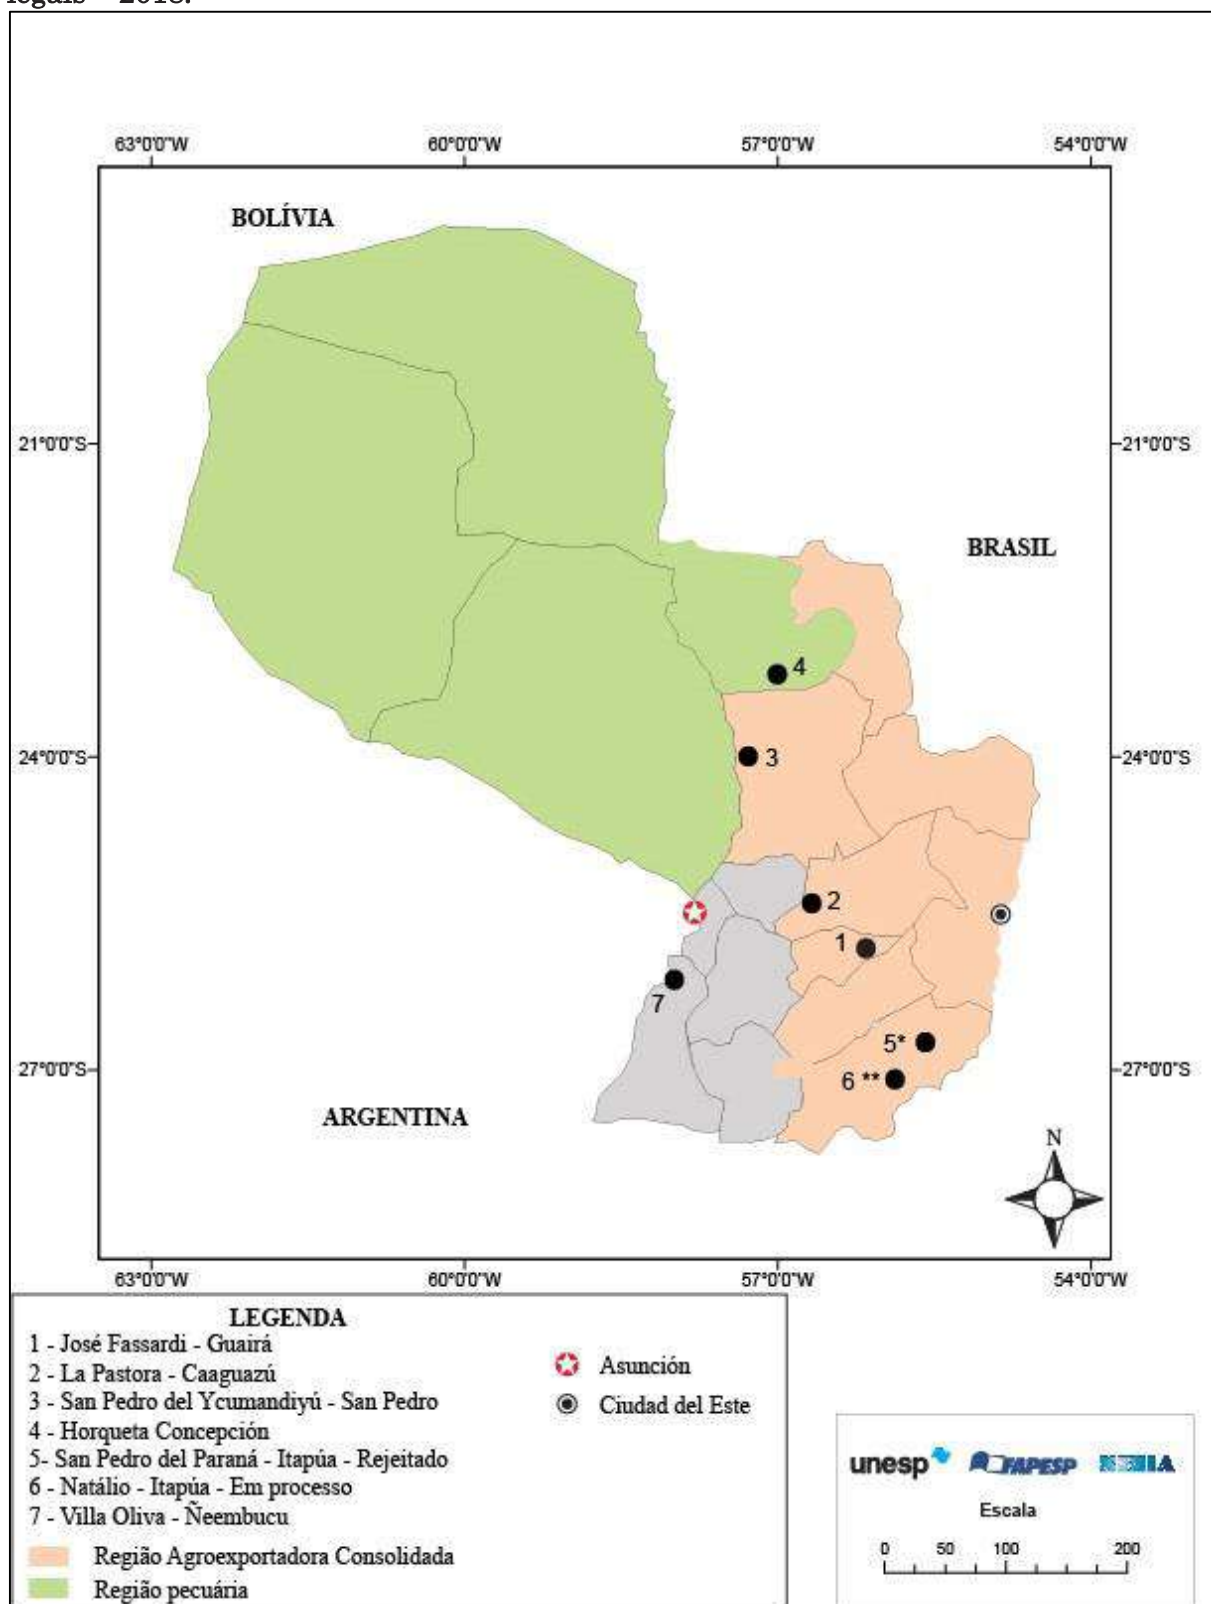 legais – 2018.
63°0'0"W 60°0'0"W 57°0'0"W 54°0'0"W
BOLÍVIA
21°0'0"S 21°0'0"S
BRASIL
4
24°0'0"S 3 24°0'0"S
2
1
7
5*
27°0'0"S 6 ** 27°0'0"S
ARGENTINA
N
63°0'0"W 60°0'0"W 57°0'0"W 54°0'0"W
LEGENDA
1 - José Fassardi - Guairá
2 - La Pastora - Caaguazú
3 - San Pedro del Ycumandiyú - San Pedro
4 - Horqueta Concepción
5- San Pedro del Paraná - Itapúa - Rejeitado
6 - Natálio - Itapúa - Em processo
7 - Villa Oliva - Ñeembucu
Região Agroexportadora Consolidada
Região pecuária
Asunción
Ciudad del Este
unesp FAPESP
Escala
0 50 100 200